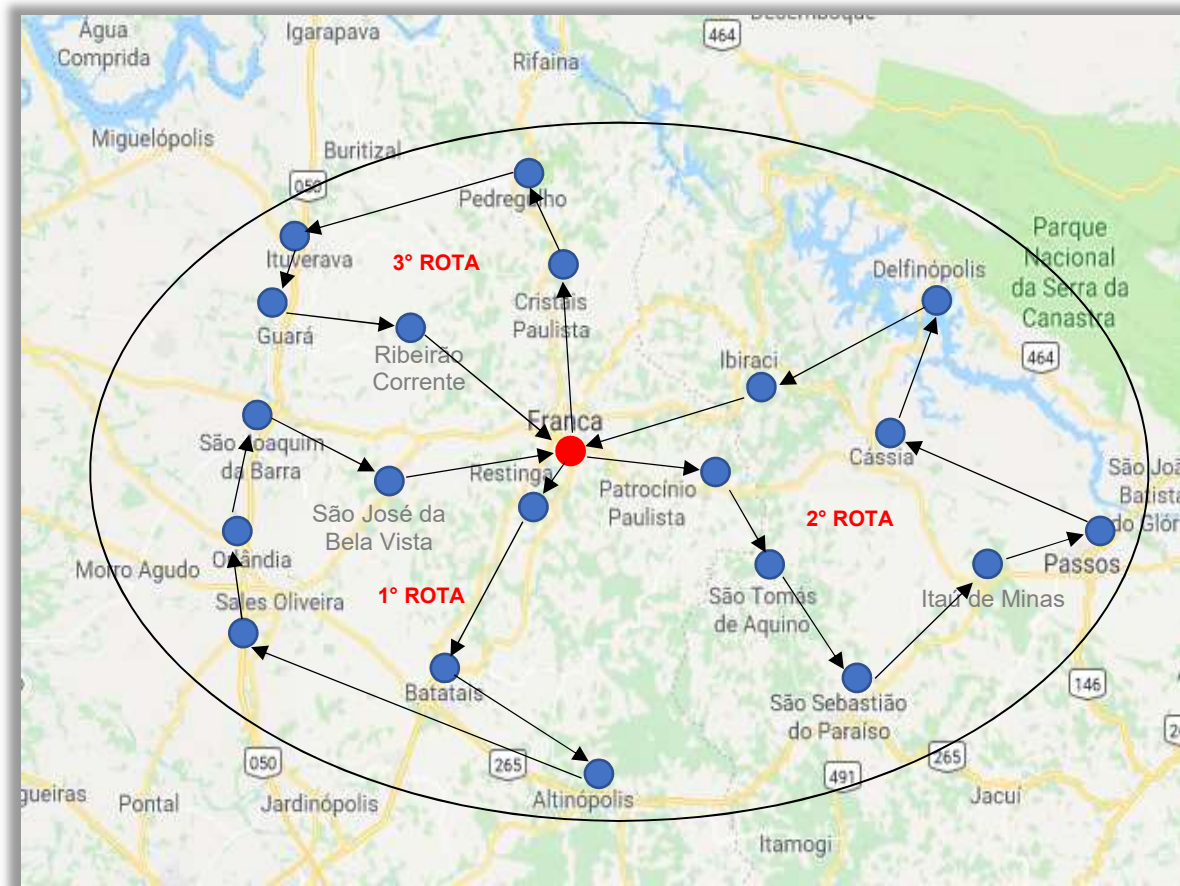 Água
Comprida
Igarapava
464
Rifaina
Miguelópolis
Buritizal
050
Pedregulho
Parque
Nacional
da Serra da
Canastra
Ituverava
3° ROTA
Delfinópolis
Cristais
Paulista
Guará
Ribeirão
Corrente
Ibiraci
464
Franca
São Joaquim
da Barra
Restinga
Cássia
Patrocínio
Paulista
2° ROTA
São José da
Bela Vista
Morro Agudo
Orlândia
Passos
Sales Oliveira
1° ROTA
São Tomás
de Aquino
Itaú de Minas
Batatais
São Sebastião
do Paraíso
146
050
265
265
491
Altinópolis
Pontal
Jardinópolis
Jacuí
Itamogi